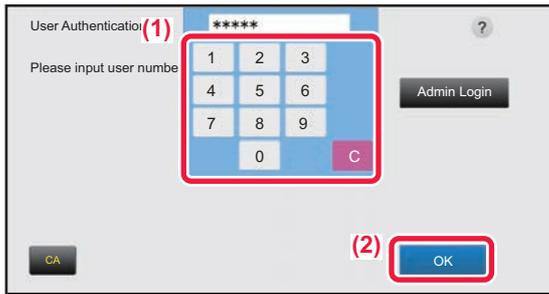 User Authentication
(1)
*****
?
Please input user numbe
1 2 3
4 5 6
7 8 9
0 C
Admin Login
CA
(2)
OK